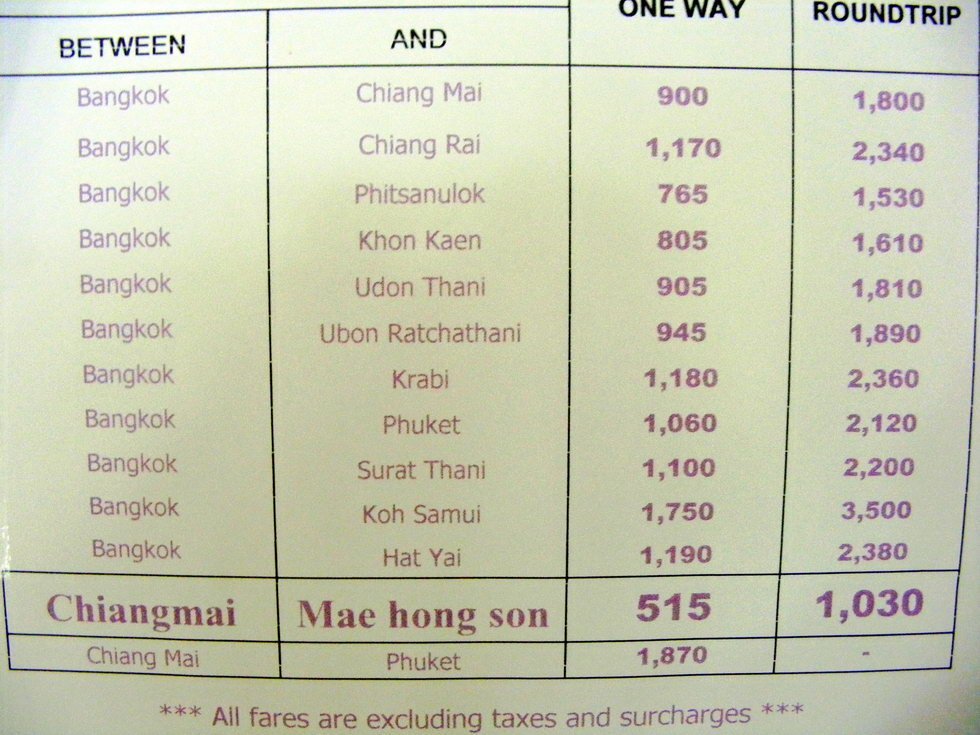 BETWEEN AND ONE WAY ROUNDTRIP
Bangkok Chiang Mai 900 1,800
Bangkok Chiang Rai 1,170 2,340
Bangkok Phitsanulok 765 1,530
Bangkok Khon Kaen 805 1,610
Bangkok Udon Thani 905 1,810
Bangkok Ubon Ratchathani 945 1,890
Bangkok Krabi 1,180 2,360
Bangkok Phuket 1,060 2,120
Bangkok Surat Thani 1,100 2,200
Bangkok Koh Samui 1,750 3,500
Bangkok Hat Yai 1,190 2,380
Chiangmai Mae hong son 515 1,030
Chiang Mai Phuket 1,870 -
*** All fares are excluding taxes and surcharges ***